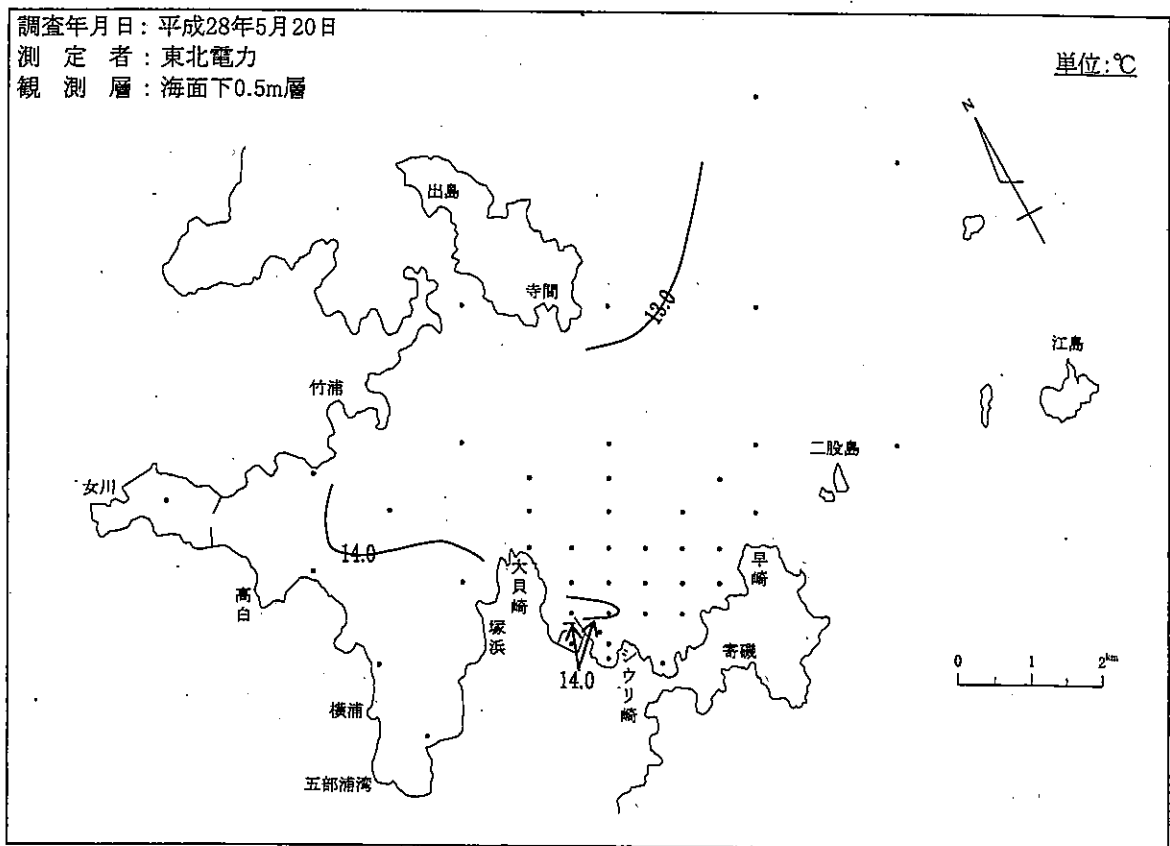 調査年月日：平成28年5月20日
測　定　者：東北電力
観　測　層：海面下0.5m層
単位：℃
N
出島
寺間
13.0
江島
竹浦
二股島
女川
14.0
大貝崎
早崎
高白
塚浜
寄磯
シウリ崎
14.0
0 1 2km
横浦
五部浦湾